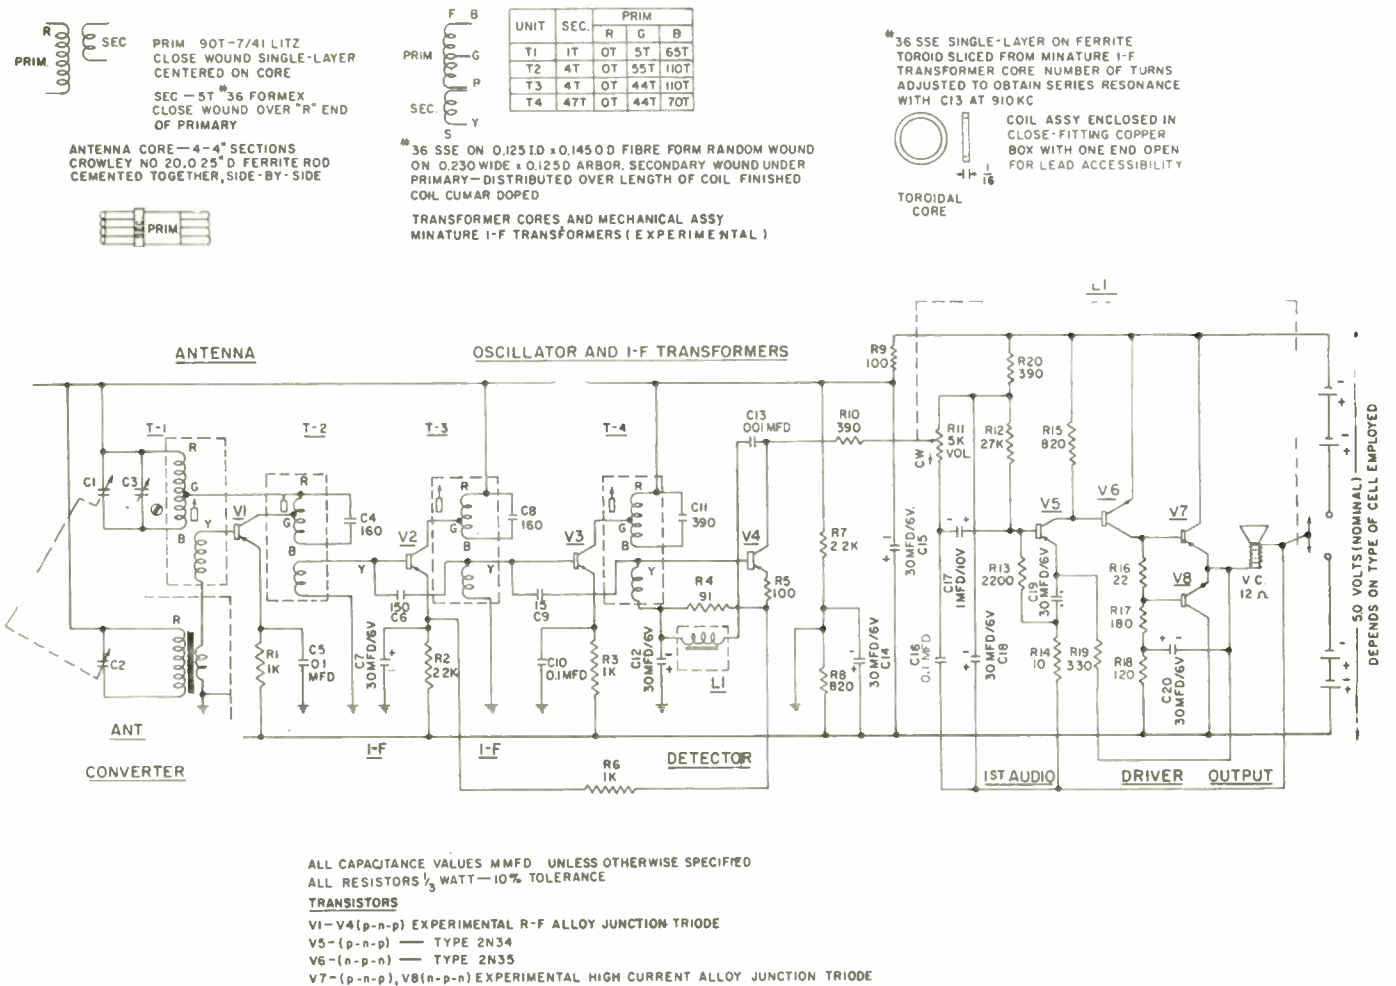 R
PRIM.
SEC
PRIM 90T-7/41 LITZ
CLOSE WOUND SINGLE-LAYER
CENTERED ON CORE
SEC — 5T #36 FORMEX
CLOSE WOUND OVER "R" END
OF PRIMARY
ANTENNA CORE — 4-4" SECTIONS
CROWLEY NO 20,0 25" D FERRITE ROD
CEMENTED TOGETHER, SIDE-BY-SIDE
PRIM
F B
PRIM
G
R
SEC.
Y
S
UNIT SEC. PRIM
R G B
T1 1T 0T 5T 65T
T2 4T 0T 55T 110T
T3 4T 0T 44T 110T
T4 47T 0T 44T 70T
#36 SSE ON 0.125 I.D x 0.145 O D FIBRE FORM RANDOM WOUND
ON 0.230 WIDE x 0.125 D ARBOR. SECONDARY WOUND UNDER
PRIMARY — DISTRIBUTED OVER LENGTH OF COIL FINISHED
COIL CUMAR DOPED
TRANSFORMER CORES AND MECHANICAL ASSY
MINATURE I-F TRANSFORMERS (EXPERIMENTAL)
#36 SSE SINGLE-LAYER ON FERRITE
TOROID SLICED FROM MINATURE I-F
TRANSFORMER CORE NUMBER OF TURNS
ADJUSTED TO OBTAIN SERIES RESONANCE
WITH C13 AT 910KC
COIL ASSY ENCLOSED IN
CLOSE-FITTING COPPER
BOX WITH ONE END OPEN
FOR LEAD ACCESSIBILITY
1/16
TOROIDAL
CORE
L1
ANTENNA
OSCILLATOR AND I-F TRANSFORMERS
T-1
T-2
T-3
T-4
C1
C3
R
G
B
Y
V1
R
G
B
C4
160
Y
V2
150
C6
R
G
B
Y
C8
160
V3
15
C9
R
G
B
Y
C11
390
V4
C13
.001MFD
R10
390
R9
100
R4
91
R5
100
L1
R7
2.2K
R8
820
C14
30MFD/6V
C15
30MFD/6V.
R11
5K
VOL.
CW
R20
390
R12
27K
R15
820
C17
1MFD/10V
C16
0.1 MFD
C18
30 MFD/6V
R13
2200
C19
30 MFD/6V
V5
V6
V7
V8
R14
10
R19
330
R16
22
R17
180
R18
120
C20
30MFD/6V
V C.
12 Ω
5.0 VOLTS (NOMINAL)
DEPENDS ON TYPE OF CELL EMPLOYED
C2
R
R1
1K
C5
0.1
MFD
C7
30MFD/6V
R2
2.2K
C10
0.1MFD
R3
1K
C12
30MFD/6V
R6
1K
ANT
CONVERTER
I-F
I-F
DETECTOR
1ST AUDIO
DRIVER
OUTPUT
ALL CAPACITANCE VALUES MMFD UNLESS OTHERWISE SPECIFIED
ALL RESISTORS 1/3 WATT — 10% TOLERANCE
TRANSISTORS
V1-V4 (p-n-p) EXPERIMENTAL R-F ALLOY JUNCTION TRIODE
V5-(p-n-p) — TYPE 2N34
V6-(n-p-n) — TYPE 2N35
V7-(p-n-p), V8(n-p-n) EXPERIMENTAL HIGH CURRENT ALLOY JUNCTION TRIODE